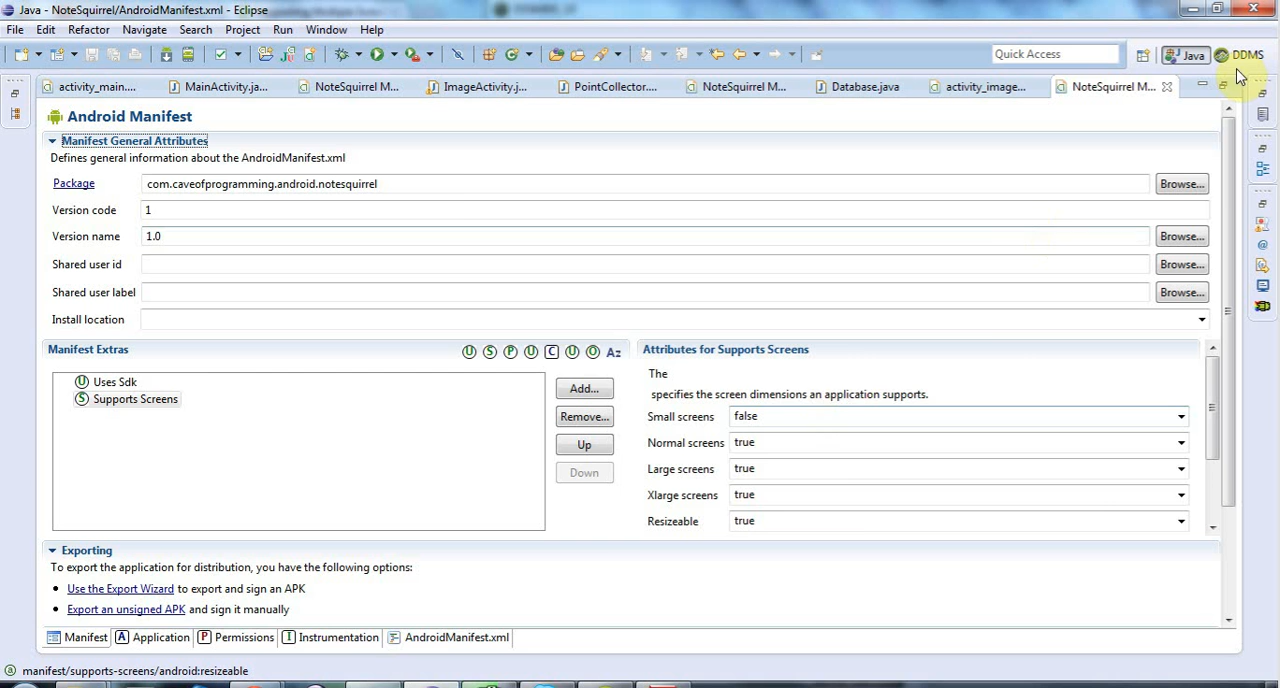 Java - NoteSquirrel/AndroidManifest.xml - Eclipse
File Edit Refactor Navigate Search Project Run Window Help
Quick Access Java DDMS
activity_main.... MainActivity.ja... NoteSquirrel M... ImageActivity.j... PointCollector.... NoteSquirrel M... Database.java activity_image... NoteSquirrel M...
Android Manifest
Manifest General Attributes
Defines general information about the AndroidManifest.xml
Package com.caveofprogramming.android.notesquirrel Browse...
Version code 1
Version name 1.0 Browse...
Shared user id Browse...
Shared user label Browse...
Install location
Manifest Extras U S P U C U O Az Attributes for Supports Screens
U Uses Sdk
S Supports Screens
Add...
Remove...
Up
Down
The
specifies the screen dimensions an application supports.
Small screens false
Normal screens true
Large screens true
Xlarge screens true
Resizeable true
Exporting
To export the application for distribution, you have the following options:
• Use the Export Wizard to export and sign an APK
• Export an unsigned APK and sign it manually
Manifest A Application P Permissions I Instrumentation AndroidManifest.xml
manifest/supports-screens/android:resizeable